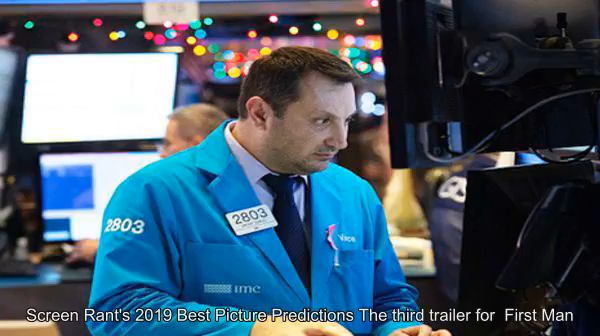 2803
2803
imc
Screen Rant's 2019 Best Picture Predictions The third trailer for First Man